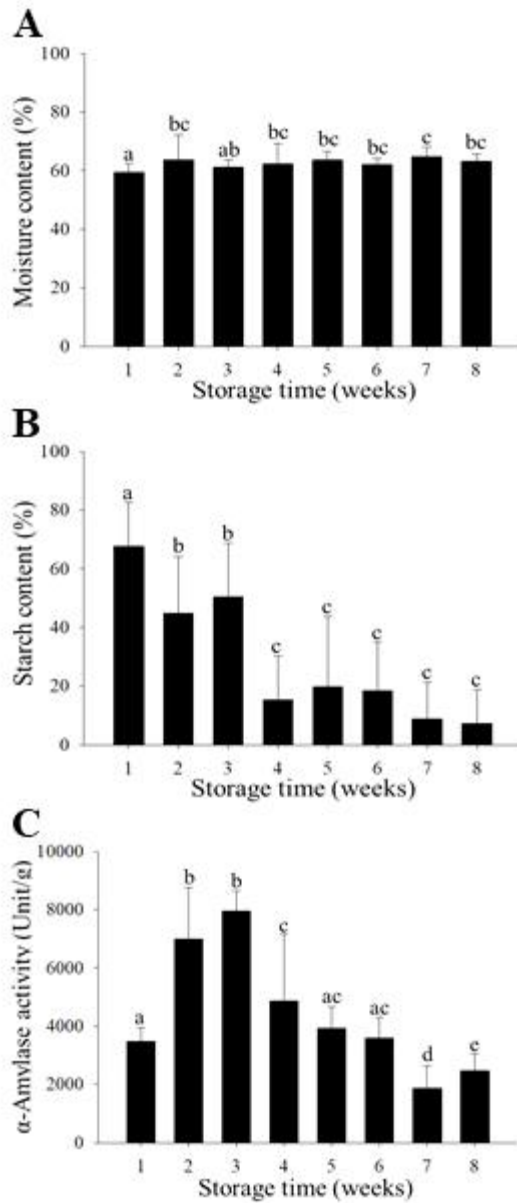 A
Moisture content (%)
100
80
60
40
20
0
a bc ab bc bc bc c bc
1 2 3 4 5 6 7 8
Storage time (weeks)
B
Starch content (%)
100
80
60
40
20
0
a b b c c c c c
1 2 3 4 5 6 7 8
Storage time (weeks)
C
α-Amylase activity (Unit/g)
10000
8000
6000
4000
2000
0
a b b c ac ac d e
1 2 3 4 5 6 7 8
Storage time (weeks)